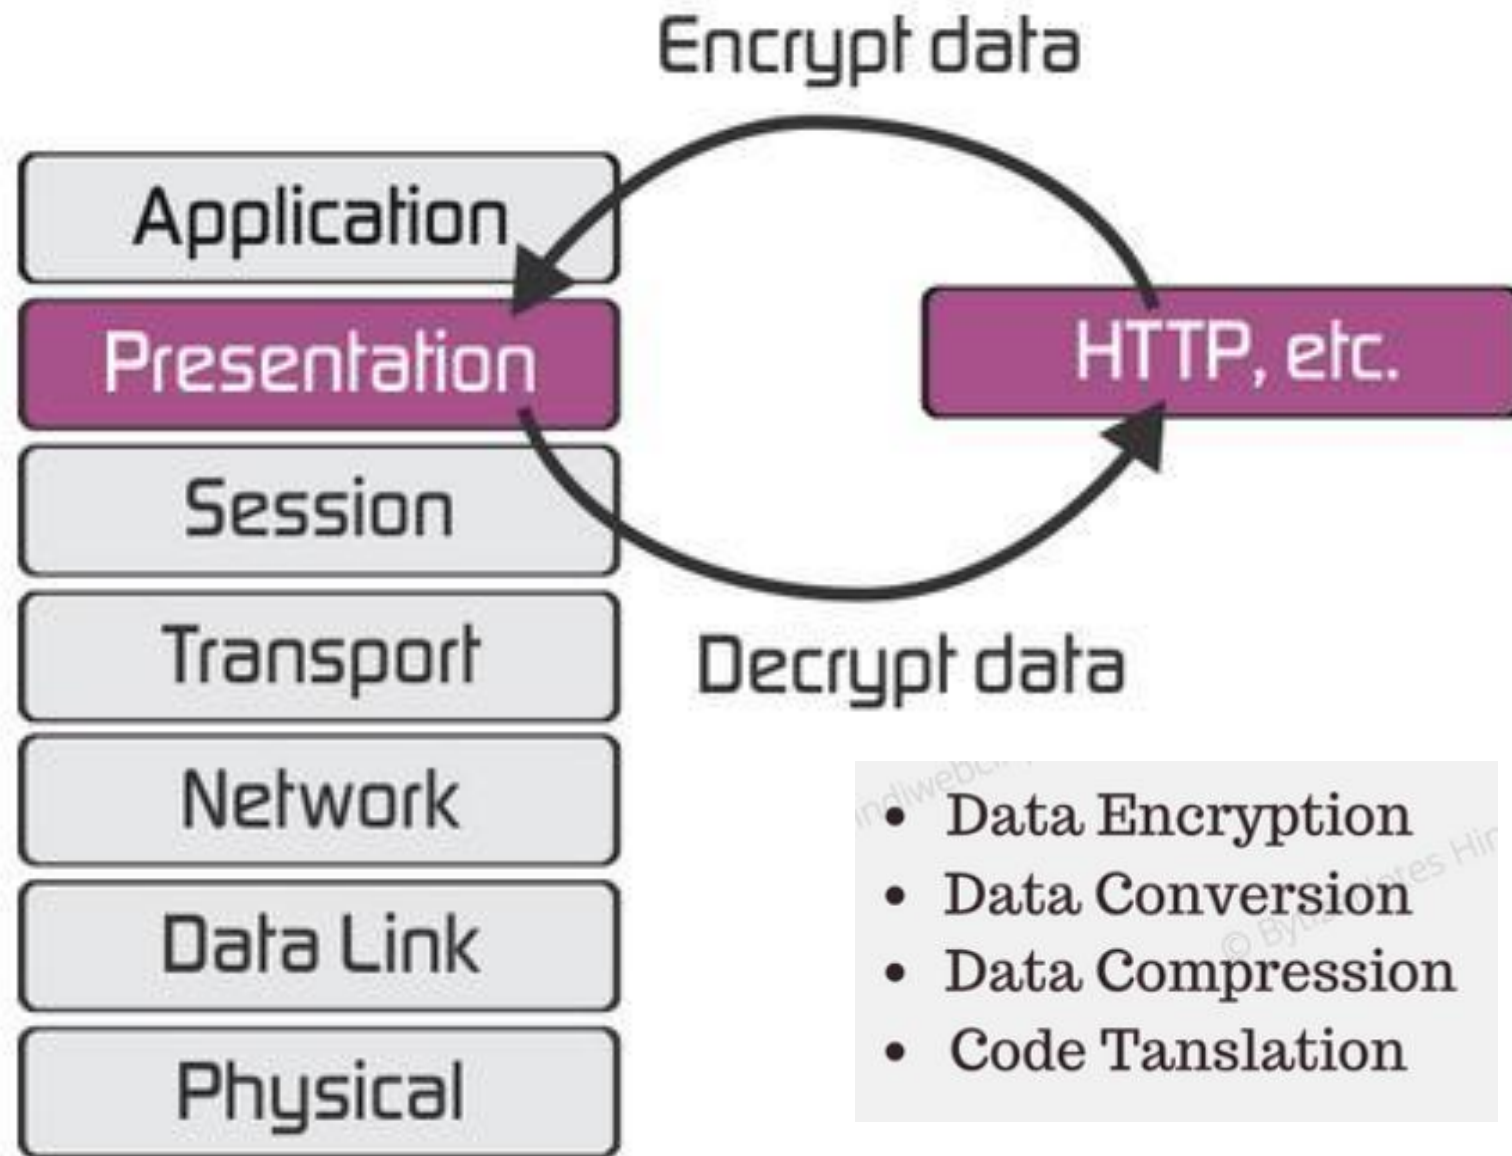 Encrypt data
Application
Presentation
HTTP, etc.
Session
Transport
Decrypt data
Network
Data Link
Physical
• Data Encryption
• Data Conversion
• Data Compression
• Code Tanslation